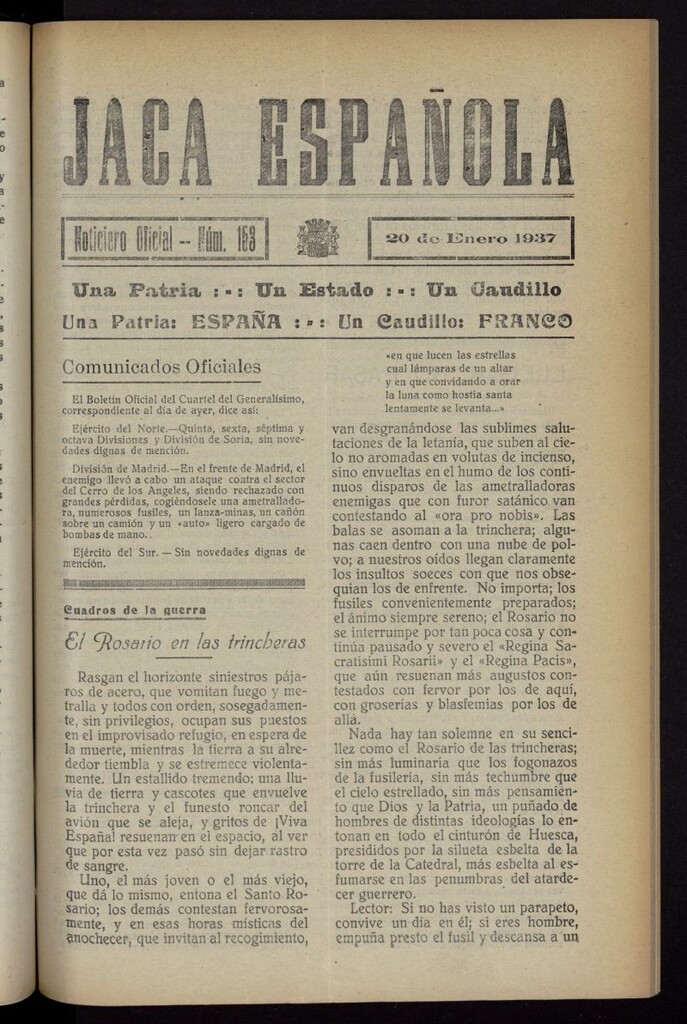 JACA ESPAÑOLA
Noticiero Oficial -- Núm. 153
20 de Enero 1937
Una Patria :-: Un Estado :-: Un Caudillo
Una Patria: ESPAÑA :-: Un Caudillo: FRANCO
Comunicados Oficiales
El Boletín Oficial del Cuartel del Generalísimo,
correspondiente al día de ayer, dice así:
Ejército del Norte.—Quinta, sexta, séptima y
octava Divisiones y División de Soria, sin nove-
dades dignas de mención.
División de Madrid.—En el frente de Madrid, el
enemigo llevó a cabo un ataque contra el sector
del Cerro de los Angeles, siendo rechazado con
grandes pérdidas, cogiéndosele una ametrallado-
ra, numerosos fusiles, un lanza-minas, un cañón
sobre un camión y un «auto» ligero cargado de
bombas de mano..
Ejército del Sur. — Sin novedades dignas de
mención.
Cuadros de la guerra
El Rosario en las trincheras
Rasgan el horizonte siniestros pája-
ros de acero, que vomitan fuego y me-
tralla y todos con orden, sosegadamen-
te, sin privilegios, ocupan sus puestos
en el improvisado refugio, en espera de
la muerte, mientras la tierra a su alre-
dedor tiembla y se estremece violenta-
mente. Un estallido tremendo; una llu-
via de tierra y cascotes que envuelve
la trinchera y el funesto roncar del
avión que se aleja, y gritos de ¡Viva
España! resuenan en el espacio, al ver
que por esta vez pasó sin dejar rastro
de sangre.
Uno, el más joven o el más viejo,
que dá lo mismo, entona el Santo Ro-
sario; los demás contestan fervorosa-
mente, y en esas horas místicas del
anochecer, que invitan al recogimiento,
«en que lucen las estrellas
cual lámparas de un altar
y en que convidando a orar
la luna como hostia santa
lentamente se levanta...»
van desgranándose las sublimes salu-
taciones de la letanía, que suben al cie-
lo no aromadas en volutas de incienso,
sino envueltas en el humo de los conti-
nuos disparos de las ametralladoras
enemigas que con furor satánico van
contestando al «ora pro nobis». Las
balas se asoman a la trinchera; algu-
nas caen dentro con una nube de pol-
vo; a nuestros oídos llegan claramente
los insultos soeces con que nos obse-
quian los de enfrente. No importa; los
fusiles convenientemente preparados;
el ánimo siempre sereno; el Rosario no
se interrumpe por tan poca cosa y con-
tinúa pausado y severo el «Regina Sa-
cratisimi Rosarii» y el «Regina Pacis»,
que aún resuenan más augustos con-
testados con fervor por los de aquí,
con groserías y blasfemias por los de
allá.
Nada hay tan solemne en su senci-
llez como el Rosario de las trincheras;
sin más luminaria que los fogonazos
de la fusilería, sin más techumbre que
el cielo estrellado, sin más pensamien-
to que Dios y la Patria, un puñado de
hombres de distintas ideologías lo en-
tonan en todo el cinturón de Huesca,
presididos por la silueta esbelta de la
torre de la Catedral, más esbelta al es-
fumarse en las penumbras del atarde-
cer guerrero.
Lector: Si no has visto un parapeto,
convive un día en él; si eres hombre,
empuña presto el fusil y descansa a un